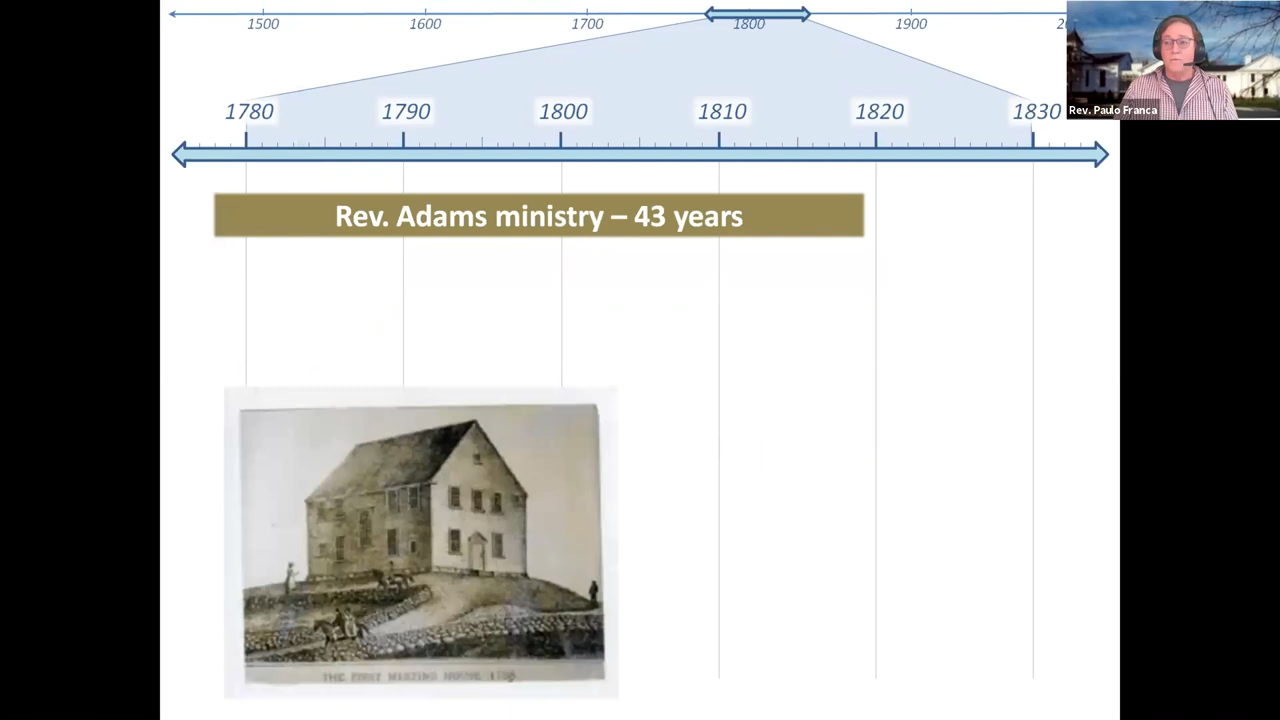 1500 1600 1700 1800 1900
1780 1790 1800 1810 1820 1830
Rev. Paulo Franca
Rev. Adams ministry – 43 years
THE FIRST MEETING HOUSE